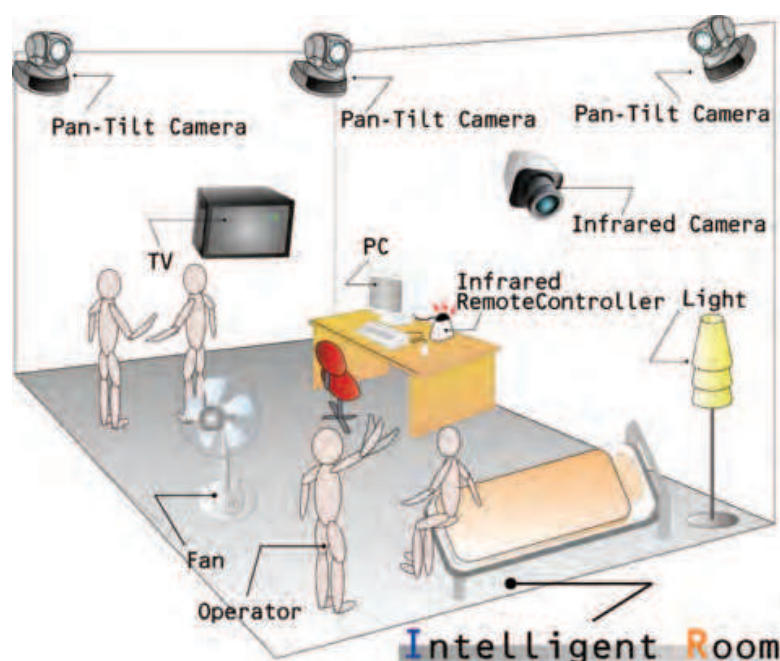 Pan-Tilt Camera
Pan-Tilt Camera
Pan-Tilt Camera
Infrared Camera
TV
PC
Infrared
RemoteController
Light
Fan
Operator
Intelligent Room